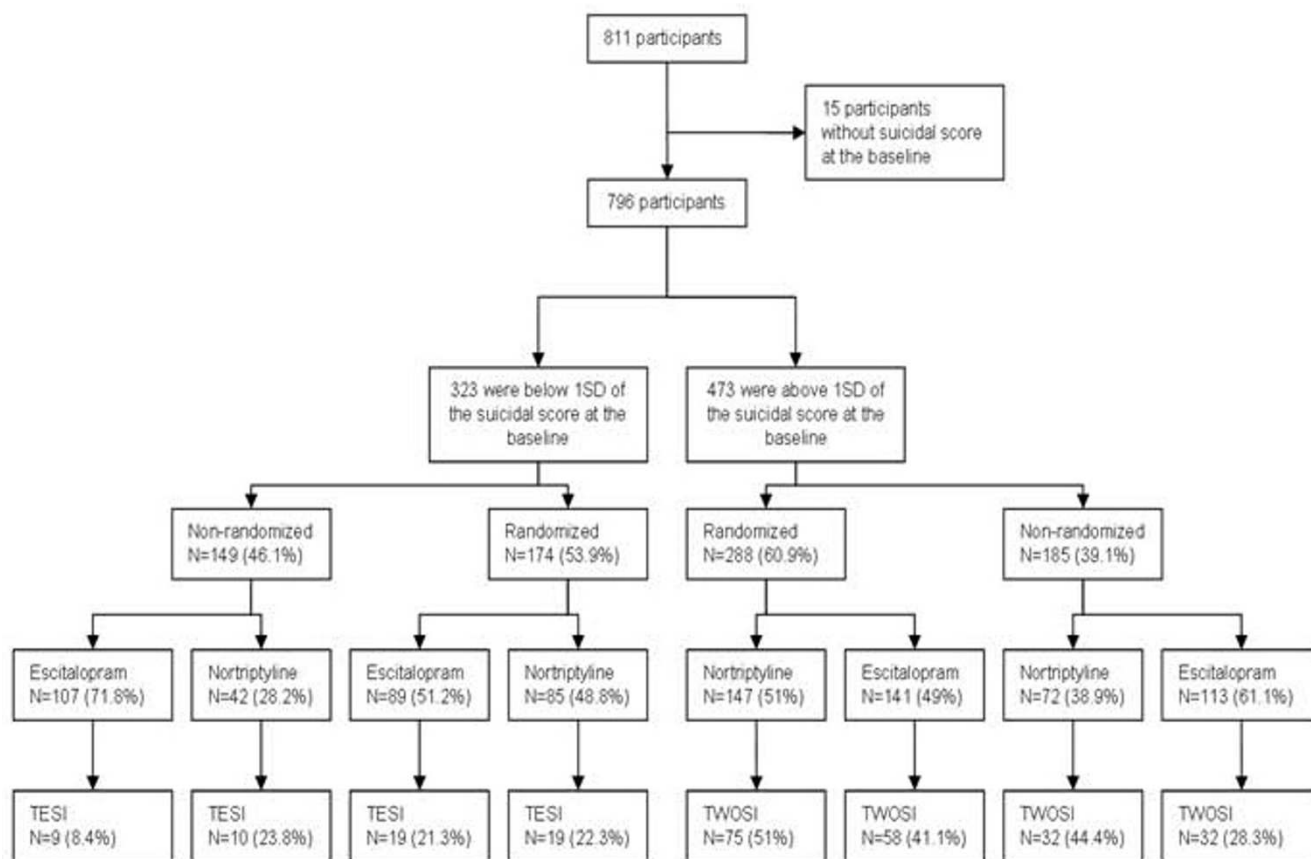 811 participants
15 participants
without suicidal score
at the baseline
796 participants
323 were below 1SD of
the suicidal score at the
baseline
473 were above 1SD of
the suicidal score at the
baseline
Non-randomized
N=149 (46.1%)
Randomized
N=174 (53.9%)
Randomized
N=288 (60.9%)
Non-randomized
N=185 (39.1%)
Escitalopram
N=107 (71.8%)
Nortriptyline
N=42 (28.2%)
Escitalopram
N=89 (51.2%)
Nortriptyline
N=85 (48.8%)
Nortriptyline
N=147 (51%)
Escitalopram
N=141 (49%)
Nortriptyline
N=72 (38.9%)
Escitalopram
N=113 (61.1%)
TESI
N=9 (8.4%)
TESI
N=10 (23.8%)
TESI
N=19 (21.3%)
TESI
N=19 (22.3%)
TWOSI
N=75 (51%)
TWOSI
N=58 (41.1%)
TWOSI
N=32 (44.4%)
TWOSI
N=32 (28.3%)